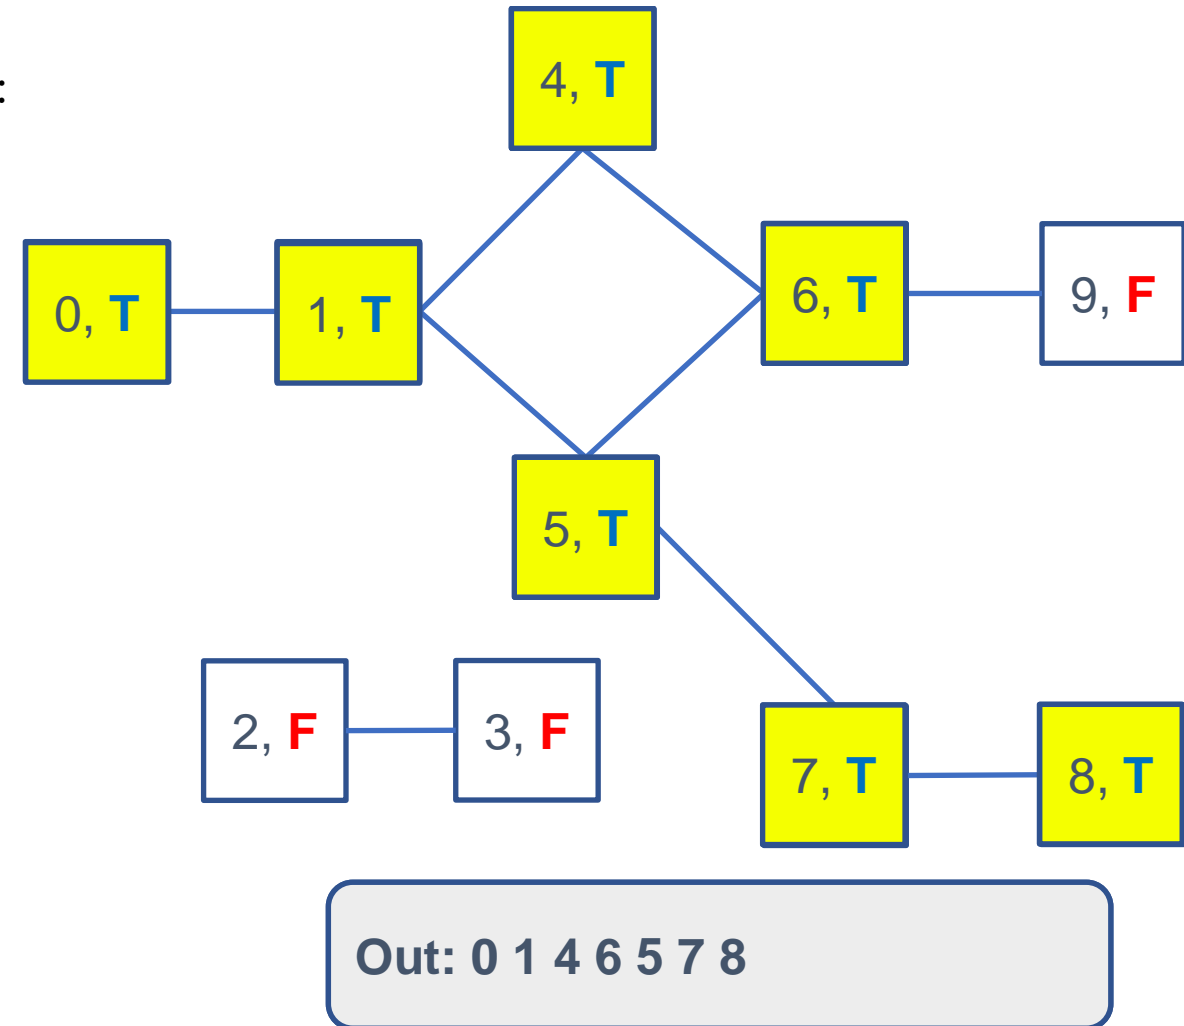 :
4, T
0, T
1, T
6, T
9, F
5, T
2, F
3, F
7, T
8, T
Out: 0 1 4 6 5 7 8